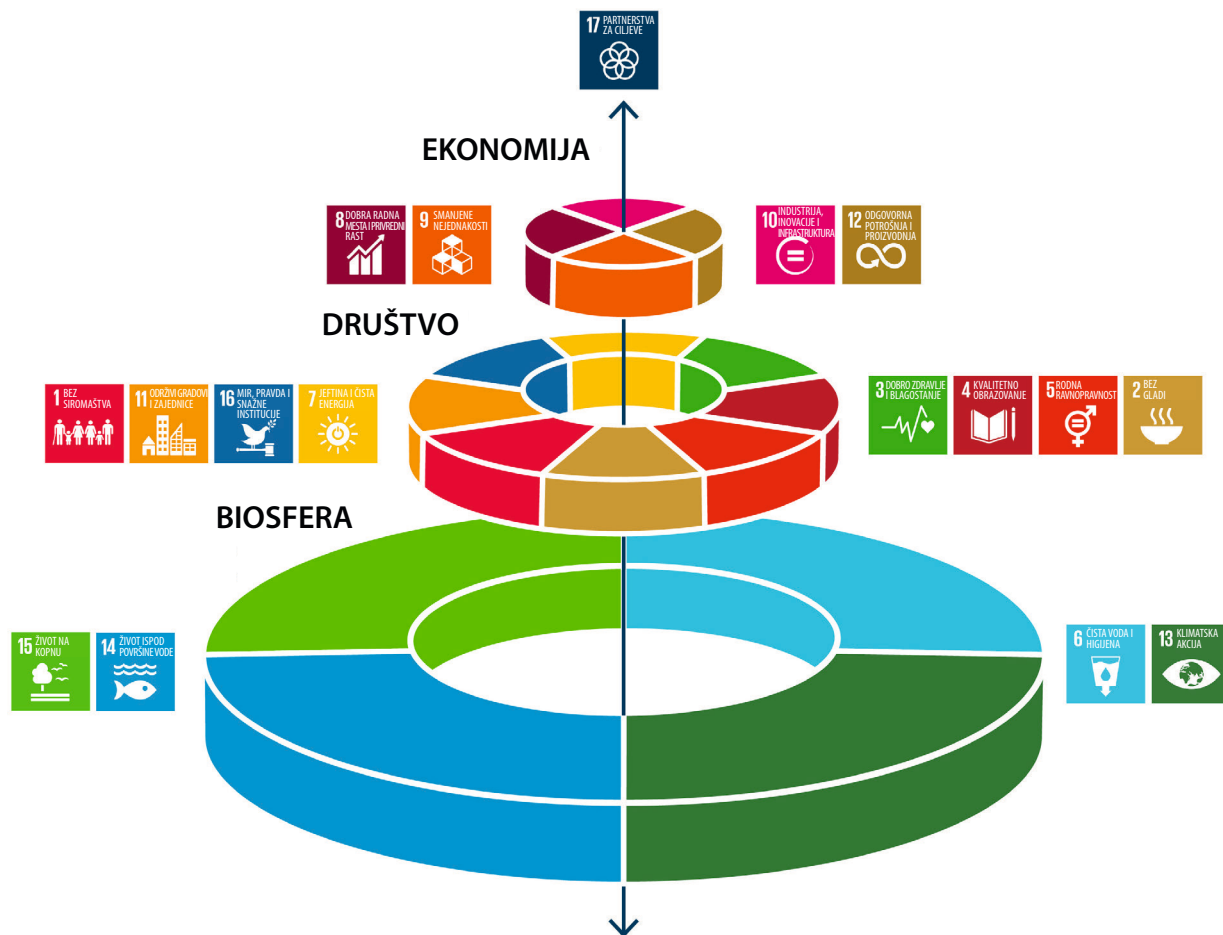 17 PARTNERSTVA
ZA CILJEVE
EKONOMIJA
8 DOBRA RADNA
MESTA I PRIVREDNI
RAST
9 SMANJENE
NEJEDNAKOSTI
10 INDUSTRIJA,
INOVACIJE I
INFRASTRUKTURA
12 ODGOVORNA
POTROŠNJA I
PROIZVODNJA
DRUŠTVO
1 BEZ
SIROMAŠTVA
11 ODRŽIVI GRADOVI
I ZAJEDNICE
16 MIR, PRAVDA I
SNAŽNE
INSTITUCIJE
7 JEFTINA I ČISTA
ENERGIJA
3 DOBRO ZDRAVLJE
I BLAGOSTANJE
4 KVALITETNO
OBRAZOVANJE
5 RODNA
RAVNOPRAVNOST
2 BEZ
GLADI
BIOSFERA
15 ŽIVOT NA
KOPNU
14 ŽIVOT ISPOD
POVRŠINE VODE
6 ČISTA VODA I
HIGIJENA
13 KLIMATSKA
AKCIJA